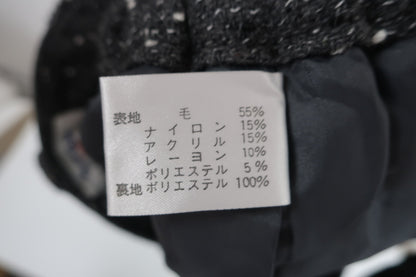 表地 毛 55%
ナイロン 15%
アクリル 15%
レーヨン 10%
ポリエステル 5%
裏地 ポリエステル 100%